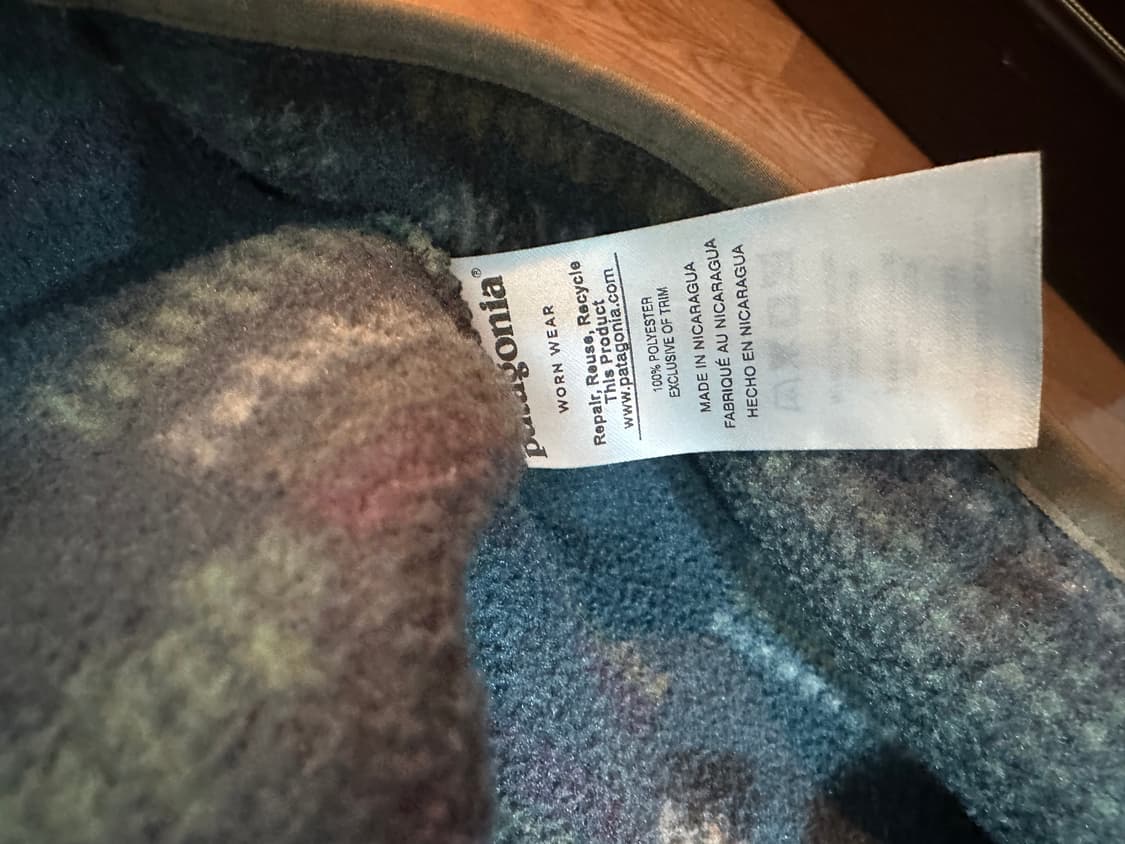 patagonia®
WORN WEAR
Repair, Reuse, Recycle
This Product
www.patagonia.com
100% POLYESTER
EXCLUSIVE OF TRIM
MADE IN NICARAGUA
FABRIQUÉ AU NICARAGUA
HECHO EN NICARAGUA